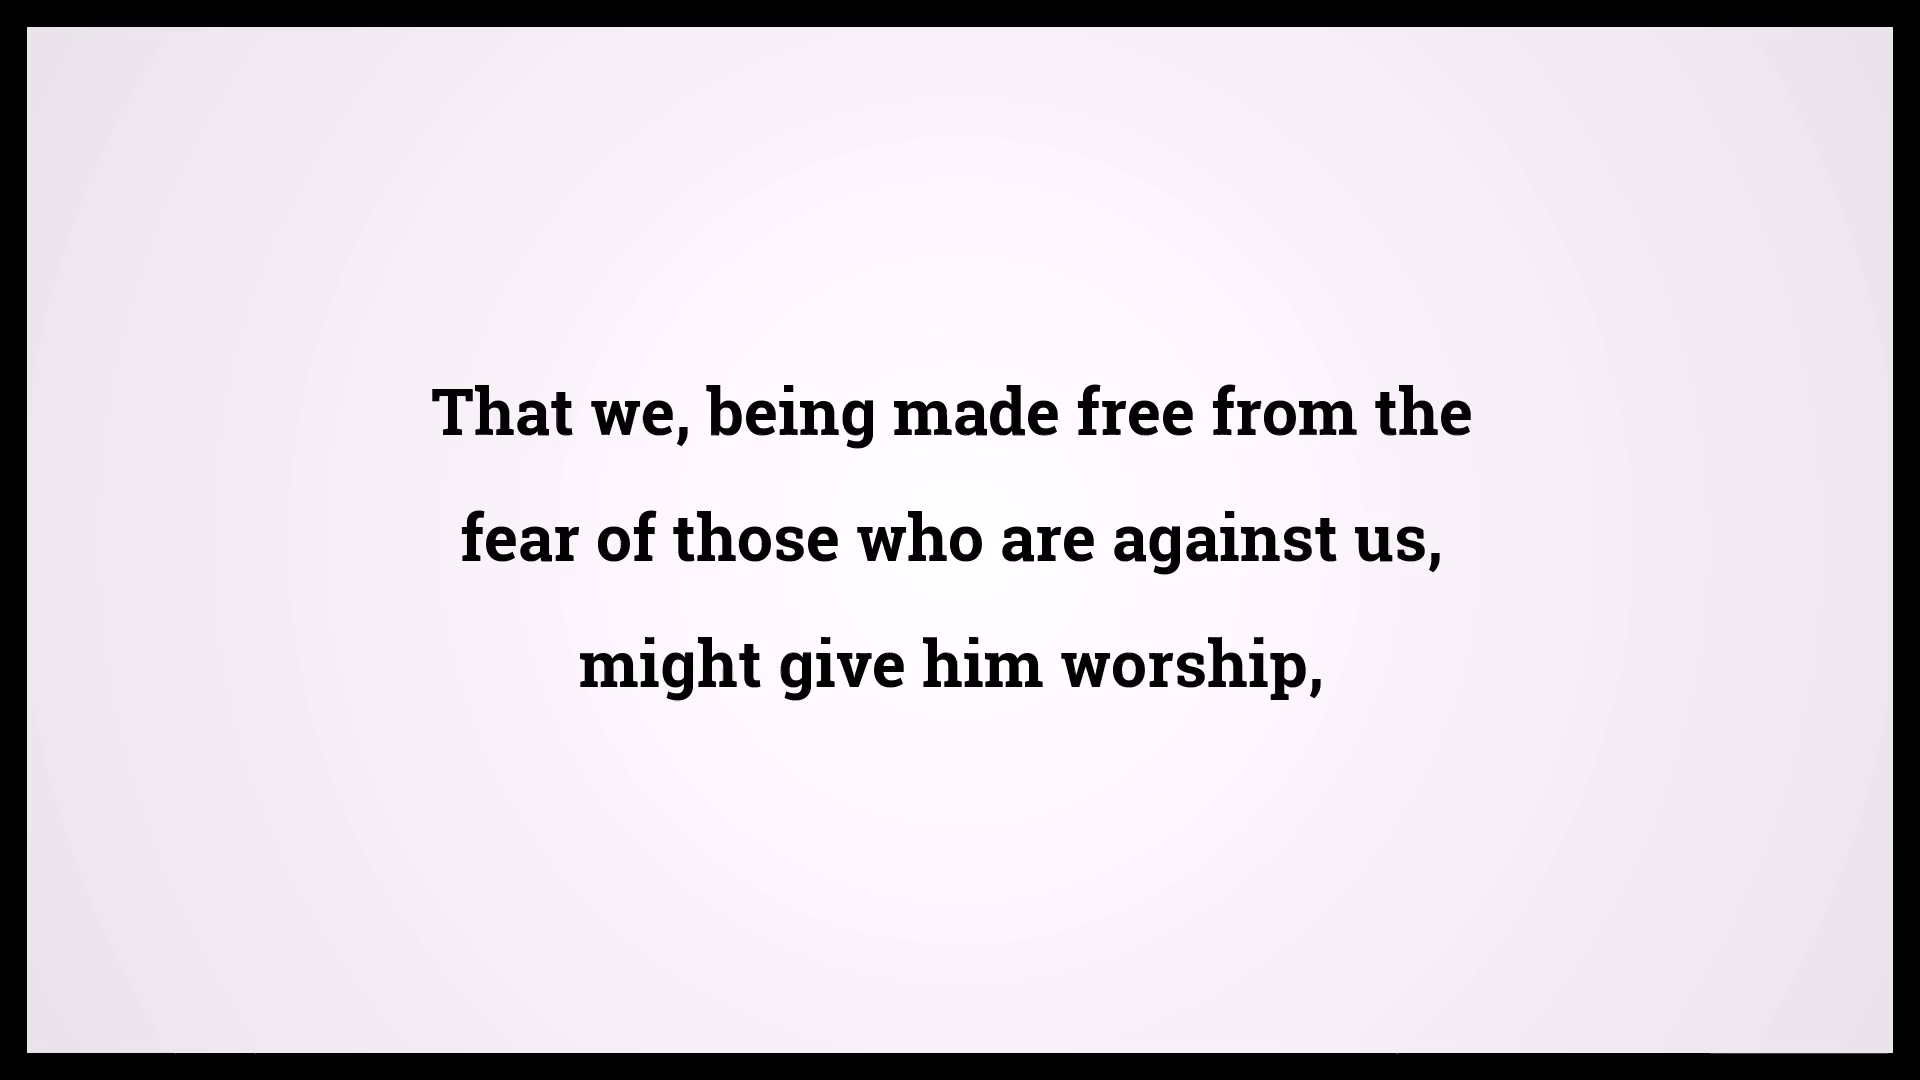 That we, being made free from the
fear of those who are against us,
might give him worship,